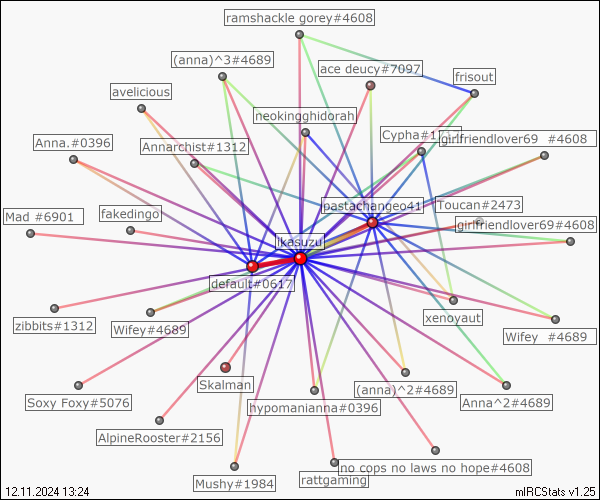 ramshackle gorey#4608
(anna)^3#4689
ace deucy#7097
frisout
avelicious
neokingghidorah
Cypha#1
girlfriendlover69 #4608
Anna.#0396
Annarchist#1312
pastachangeo41
Toucan#2473
Mad #6901
fakedingo
girlfriendlover69#4608
ikasuzu
default#0617
zibbits#1312
Wifey#4689
xenoyaut
Wifey #4689
Skalman
Soxy Foxy#5076
hypomanianna#0396
(anna)^2#4689
Anna^2#4689
AlpineRooster#2156
Mushy#1984
rattgaming
no cops no laws no hope#4608
12.11.2024 13:24
mIRCStats v1.25